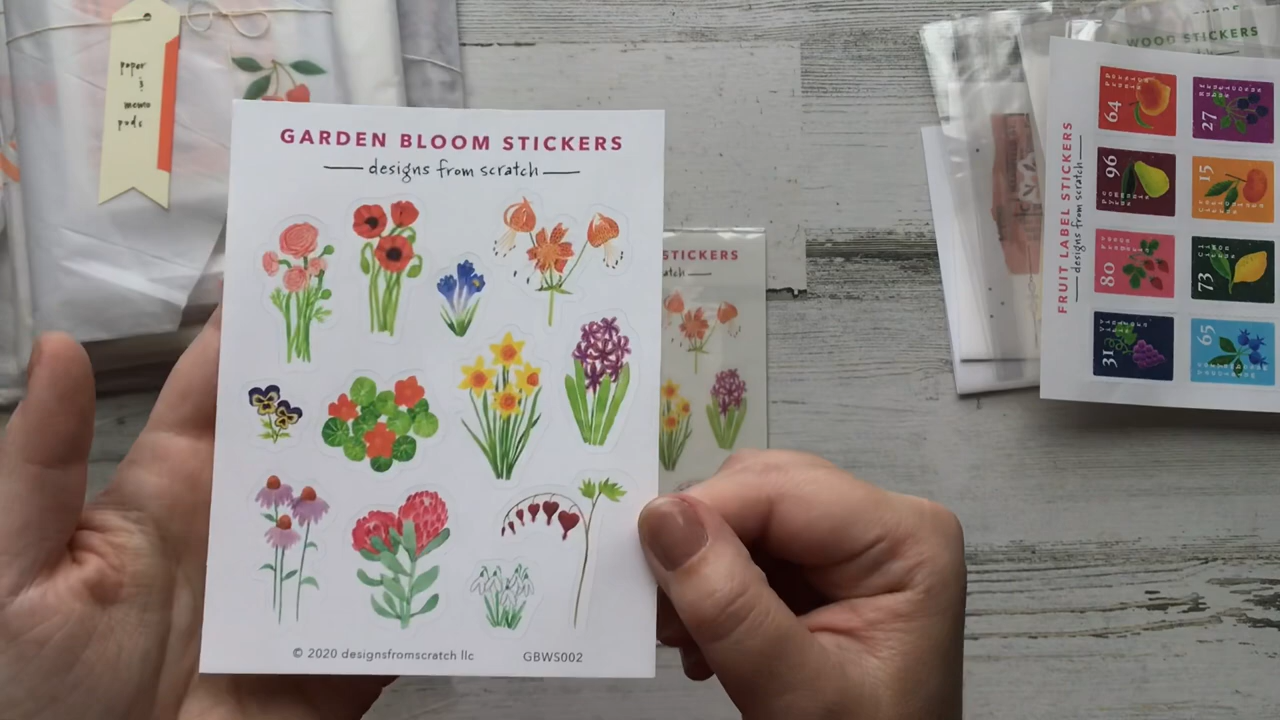 paper
&
memo
pads
GARDEN BLOOM STICKERS
designs from scratch
© 2020 designsfromscratch llc
GBWS002
STICKERS
WOOD STICKERS
FRUIT LABEL STICKERS
designs from scratch
64
27
96
15
80
73
31
65